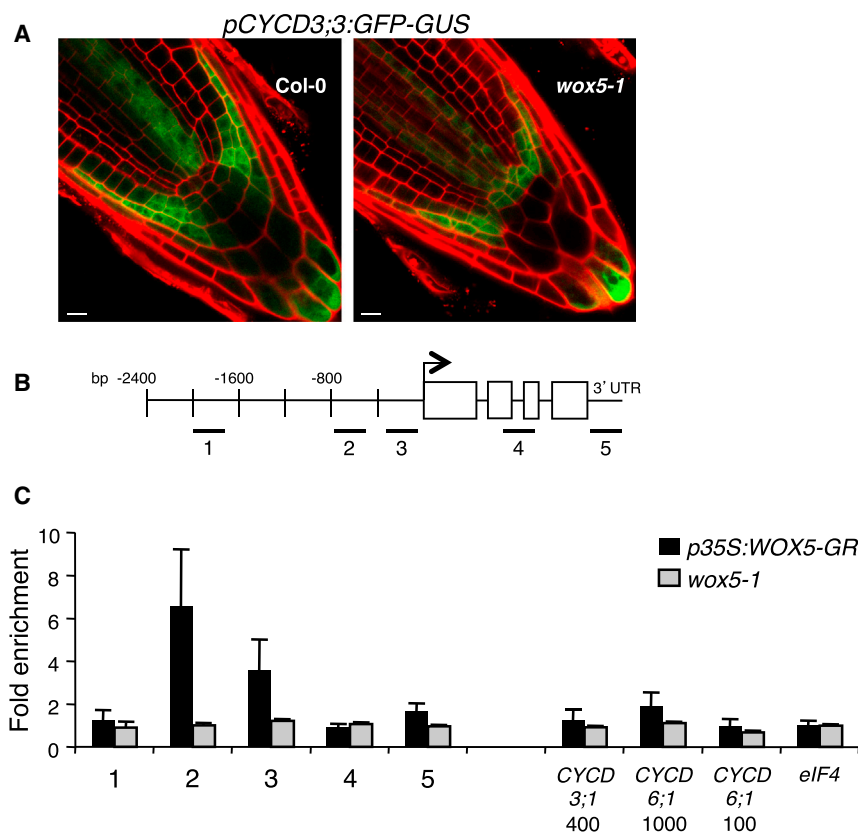 A
pCYCD3;3:GFP-GUS
Col-0
wox5-1
B
bp -2400 -1600 -800
3' UTR
1 2 3 4 5
C
Fold enrichment
10
8
6
4
2
0
p35S:WOX5-GR
wox5-1
1 2 3 4 5
CYCD 3;1 400
CYCD 6;1 1000
CYCD 6;1 100
eIF4